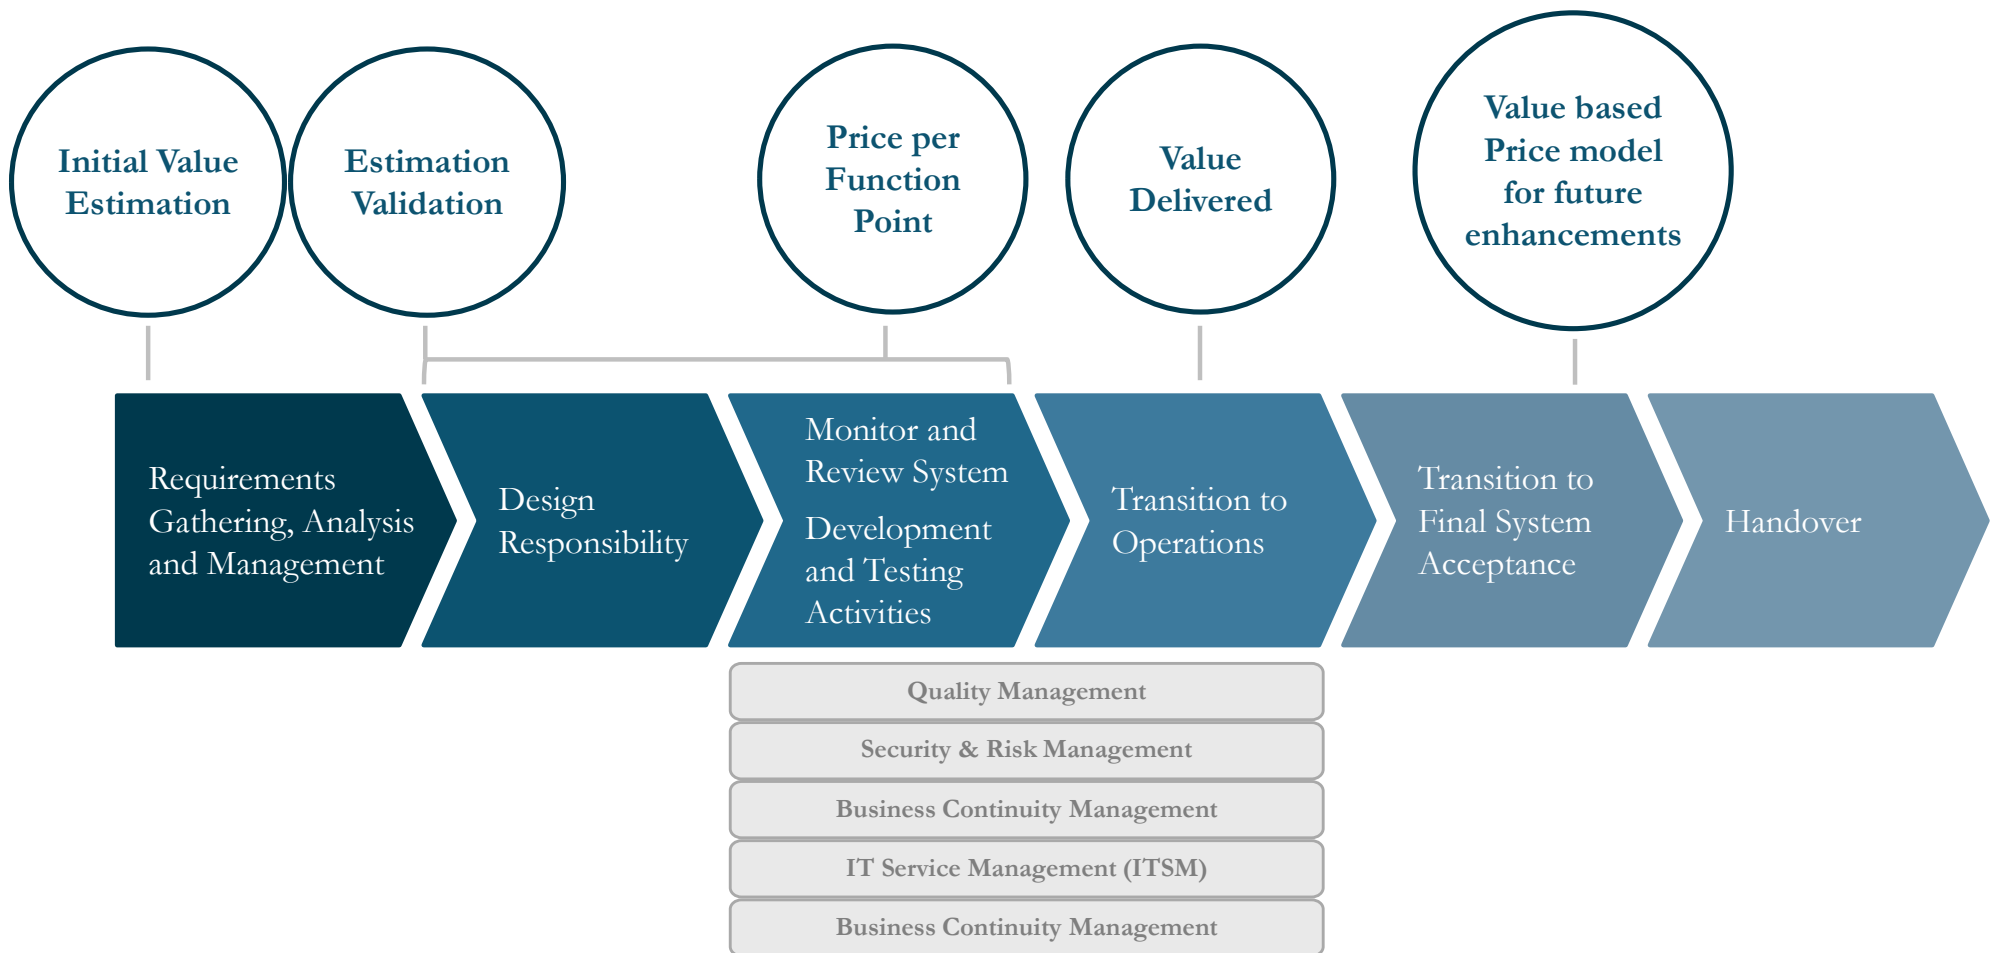 Initial Value
Estimation
Estimation
Validation
Price per
Function
Point
Value
Delivered
Value based
Price model
for future
enhancements
Requirements
Gathering, Analysis
and Management
Design
Responsibility
Monitor and
Review System
Development
and Testing
Activities
Transition to
Operations
Transition to
Final System
Acceptance
Handover
Quality Management
Security & Risk Management
Business Continuity Management
IT Service Management (ITSM)
Business Continuity Management